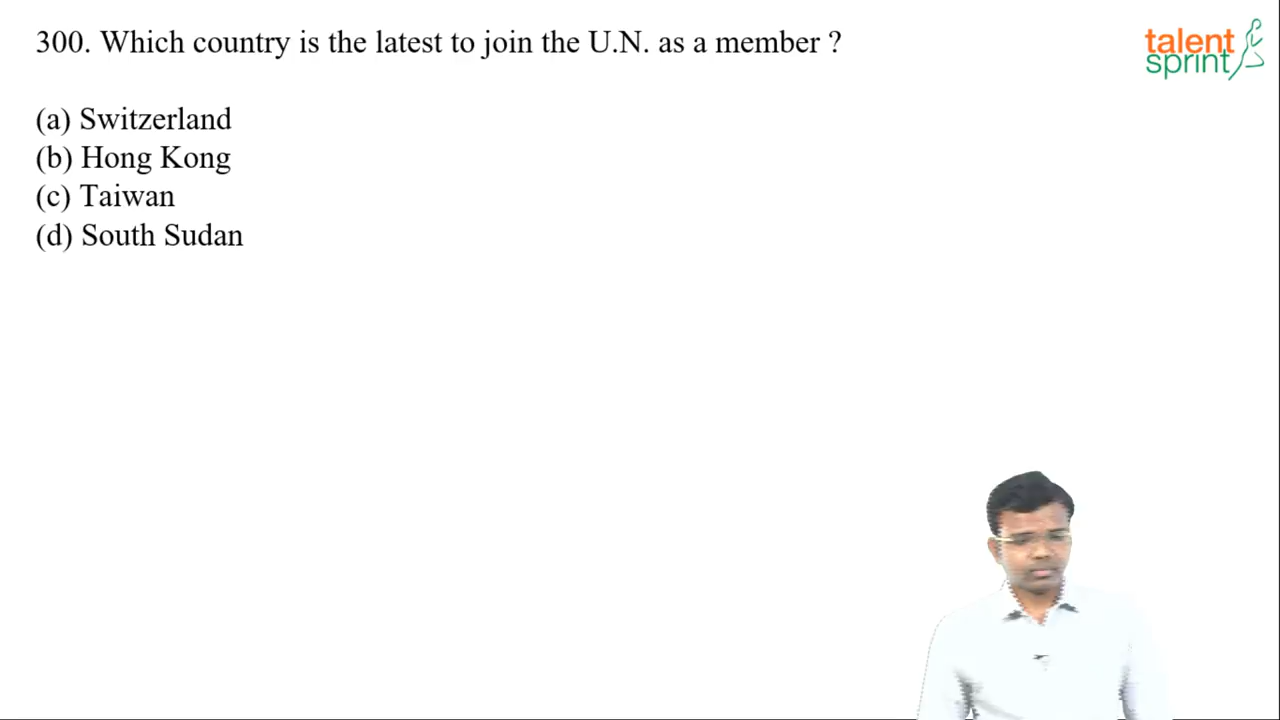 300. Which country is the latest to join the U.N. as a member ?
talent
sprint
(a) Switzerland
(b) Hong Kong
(c) Taiwan
(d) South Sudan